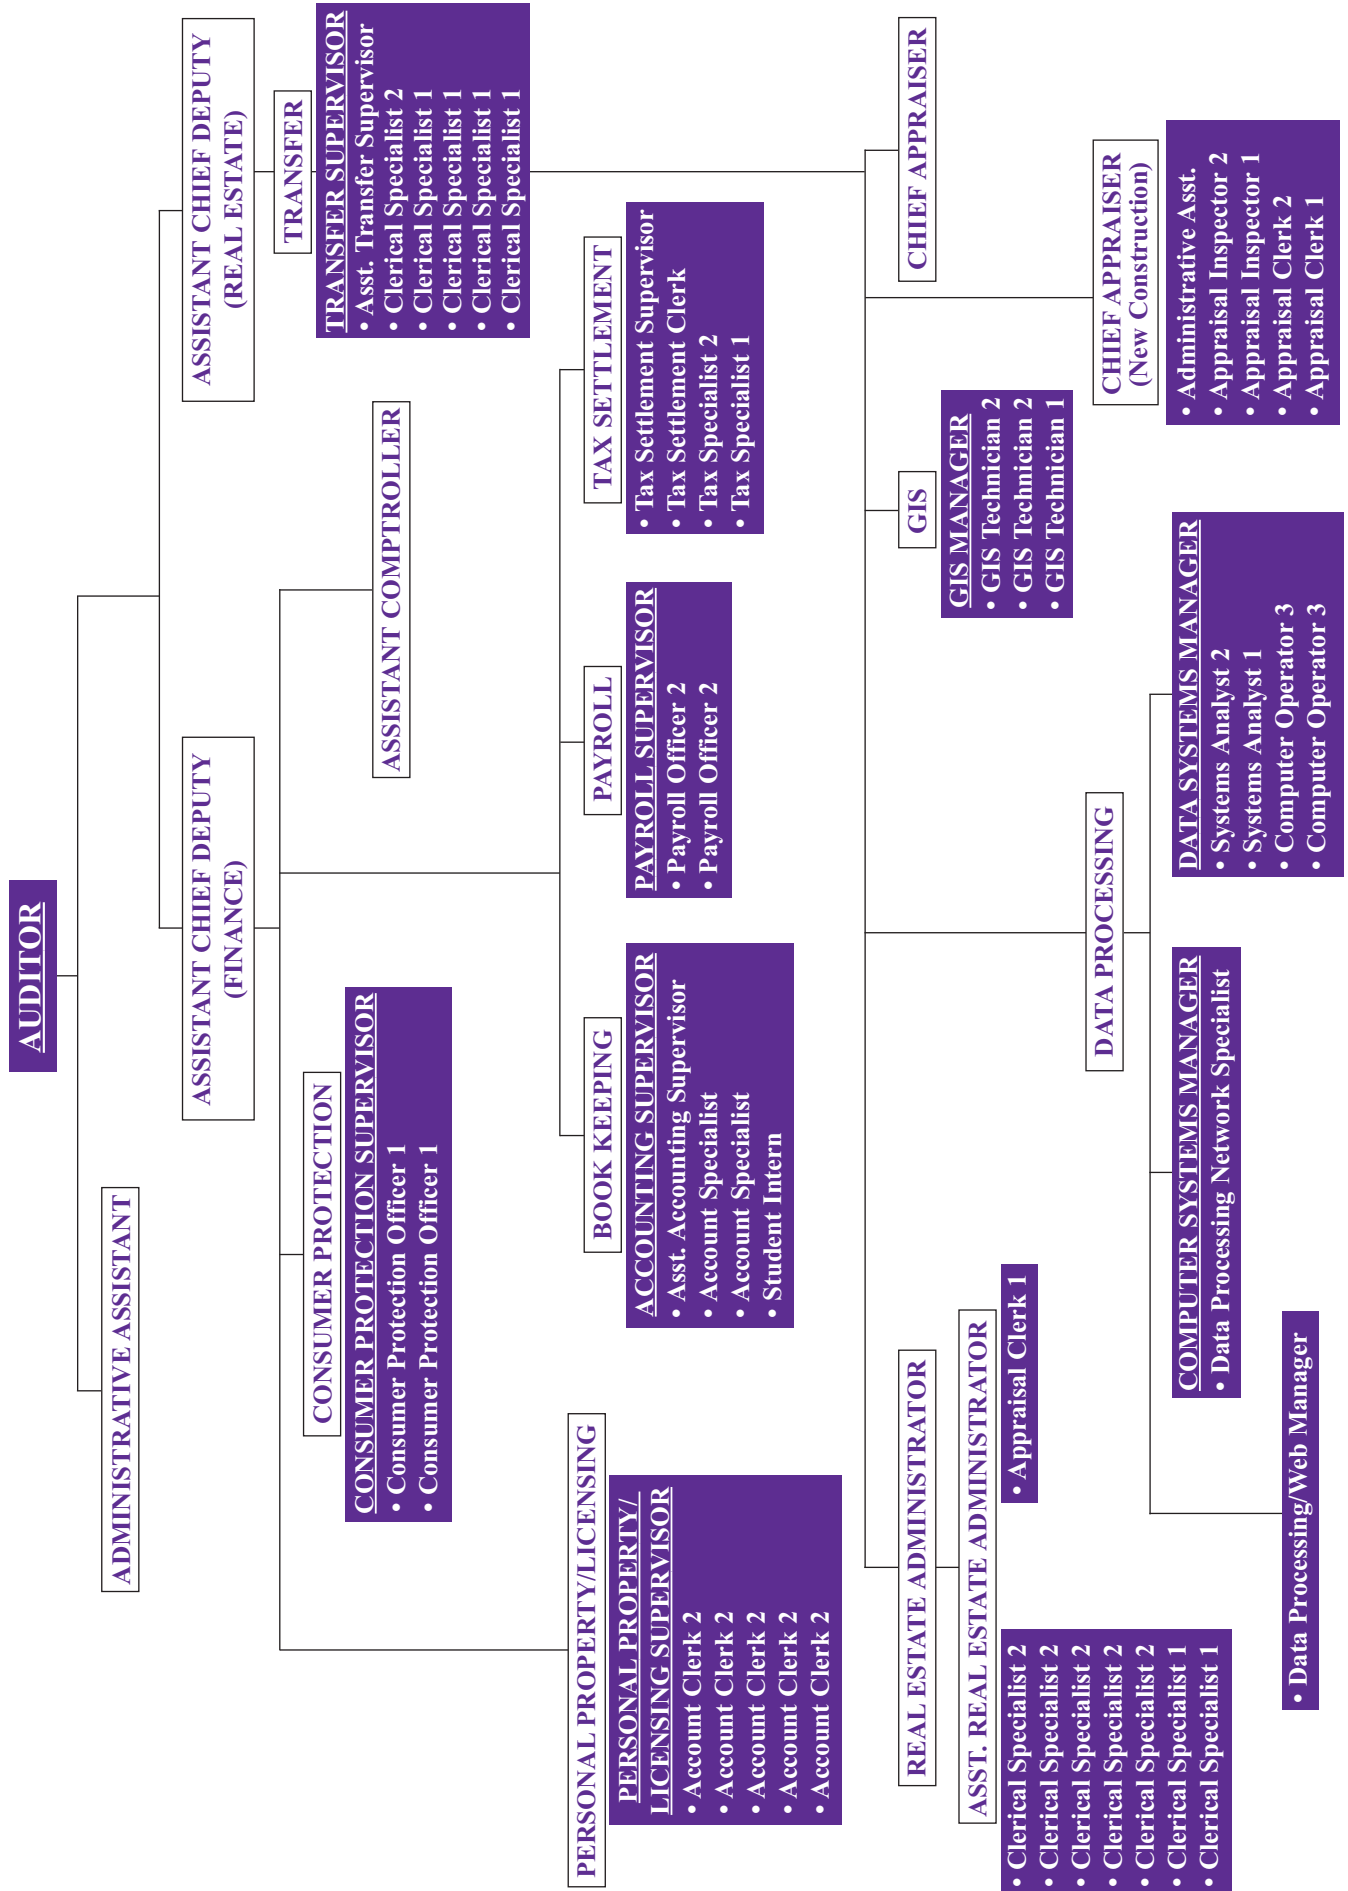 AUDITOR
ADMINISTRATIVE ASSISTANT
ASSISTANT CHIEF DEPUTY
(FINANCE)
ASSISTANT CHIEF DEPUTY
(REAL ESTATE)
CONSUMER PROTECTION
CONSUMER PROTECTION SUPERVISOR
• Consumer Protection Officer 1
• Consumer Protection Officer 1
ASSISTANT COMPTROLLER
TRANSFER
TRANSFER SUPERVISOR
• Asst. Transfer Supervisor
• Clerical Specialist 2
• Clerical Specialist 1
• Clerical Specialist 1
• Clerical Specialist 1
• Clerical Specialist 1
PERSONAL PROPERTY/LICENSING
PERSONAL PROPERTY/
LICENSING SUPERVISOR
• Account Clerk 2
• Account Clerk 2
• Account Clerk 2
• Account Clerk 2
• Account Clerk 2
BOOK KEEPING
ACCOUNTING SUPERVISOR
• Asst. Accounting Supervisor
• Account Specialist
• Account Specialist
• Student Intern
PAYROLL
PAYROLL SUPERVISOR
• Payroll Officer 2
• Payroll Officer 2
TAX SETTLEMENT
• Tax Settlement Supervisor
• Tax Settlement Clerk
• Tax Specialist 2
• Tax Specialist 1
REAL ESTATE ADMINISTRATOR
ASST. REAL ESTATE ADMINISTRATOR
• Clerical Specialist 2
• Clerical Specialist 2
• Clerical Specialist 2
• Clerical Specialist 2
• Clerical Specialist 2
• Clerical Specialist 1
• Clerical Specialist 1
• Appraisal Clerk 1
GIS
GIS MANAGER
• GIS Technician 2
• GIS Technician 2
• GIS Technician 1
CHIEF APPRAISER
DATA PROCESSING
• Data Processing/Web Manager
COMPUTER SYSTEMS MANAGER
• Data Processing Network Specialist
DATA SYSTEMS MANAGER
• Systems Analyst 2
• Systems Analyst 1
• Computer Operator 3
• Computer Operator 3
CHIEF APPRAISER
(New Construction)
• Administrative Asst.
• Appraisal Inspector 2
• Appraisal Inspector 1
• Appraisal Clerk 2
• Appraisal Clerk 1